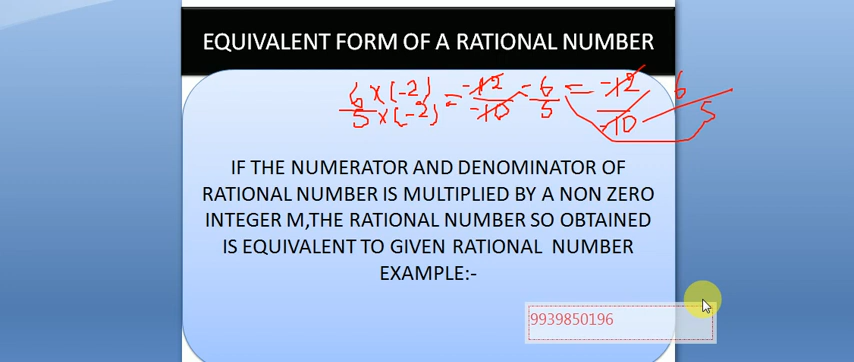 EQUIVALENT FORM OF A RATIONAL NUMBER
6 × (-2) / 5 × (-2) = -12 / -10 - 6 / 5 = -12 / -10 6 / 5
IF THE NUMERATOR AND DENOMINATOR OF
RATIONAL NUMBER IS MULTIPLIED BY A NON ZERO
INTEGER M,THE RATIONAL NUMBER SO OBTAINED
IS EQUIVALENT TO GIVEN RATIONAL NUMBER
EXAMPLE:-
9939850196